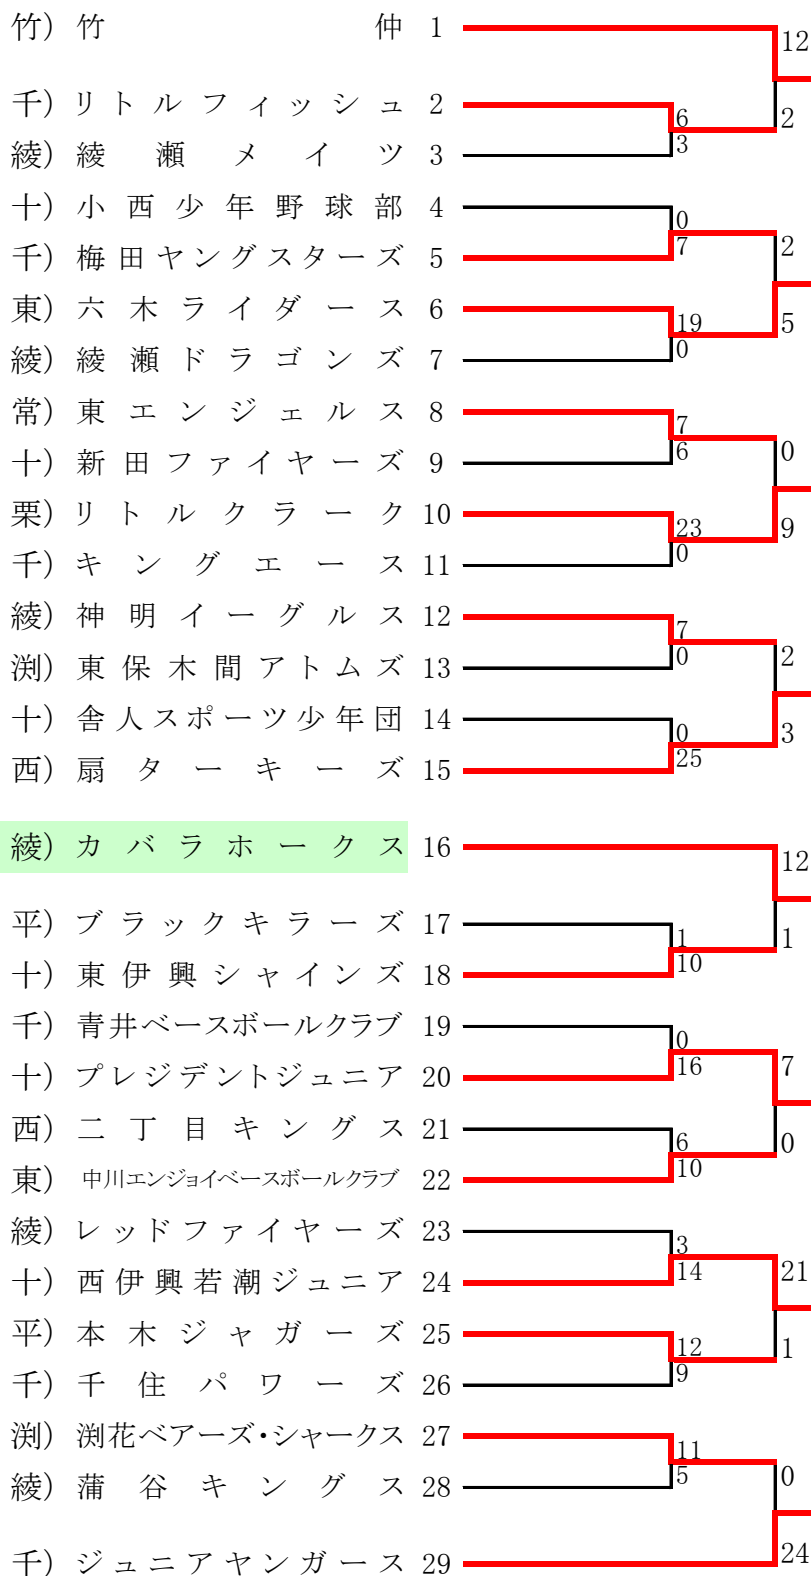 竹) 竹仲 1
12
千) リトルフィッシュ 2
6
2
3
綾) 綾瀬メイツ 3
十) 小西少年野球部 4
0
千) 梅田ヤングスターズ 5
7
2
東) 六木ライダース 6
19
5
0
綾) 綾瀬ドラゴンズ 7
常) 東エンジェルス 8
7
6
0
十) 新田ファイヤーズ 9
栗) リトルクラーク 10
23
9
0
千) キングエース 11
綾) 神明イーグルス 12
7
0
2
渕) 東保木間アトムズ 13
十) 舎人スポーツ少年団 14
0
3
25
西) 扇ターキーズ 15
綾) カバラホークス 16
12
平) ブラックキラーズ 17
1
1
10
十) 東伊興シャインズ 18
千) 青井ベースボールクラブ 19
0
16
7
十) プレジデントジュニア 20
西) 二丁目キングス 21
6
0
10
東) 中川エンジョイベースボールクラブ 22
綾) レッドファイヤーズ 23
3
14
21
十) 西伊興若潮ジュニア 24
平) 本木ジャガーズ 25
12
1
9
千) 千住パワーズ 26
渕) 渕花ベアーズ・シャークス 27
11
5
0
綾) 蒲谷キングス 28
24
千) ジュニアヤンガース 29